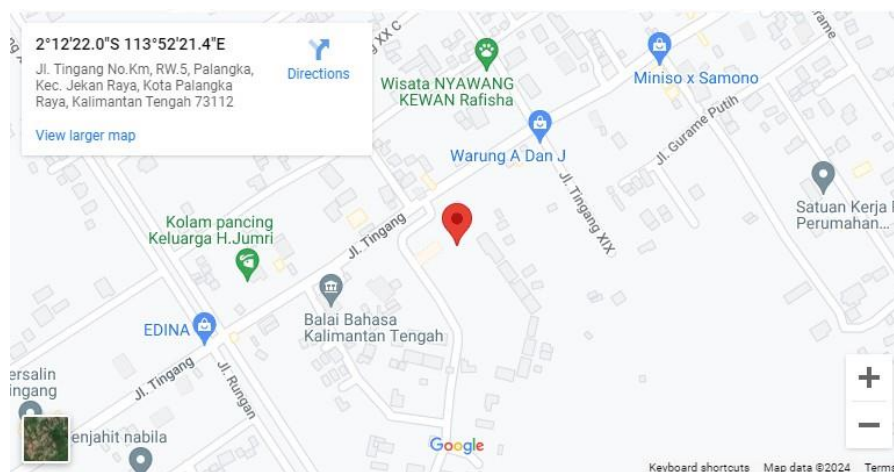 2°12'22.0"S 113°52'21.4"E
Jl. Tingang No.Km, RW.5, Palangka,
Kec. Jekan Raya, Kota Palangka
Raya, Kalimantan Tengah 73112
Directions
View larger map
Wisata NYAWANG
KEWAN Rafisha
Miniso x Samono
Warung A Dan J
Jl. Gurame Putih
Jl. Tingang XIX
Satuan Kerja
Perumahan...
Kolam pancing
Keluarga H.Jumri
Jl. Tingang
Balai Bahasa
Kalimantan Tengah
EDINA
Jl. Tingang
Jl. Rungan
ersalin
ingang
enjahit nabila
Google
+
−
Keyboard shortcuts Map data ©2024 Terms